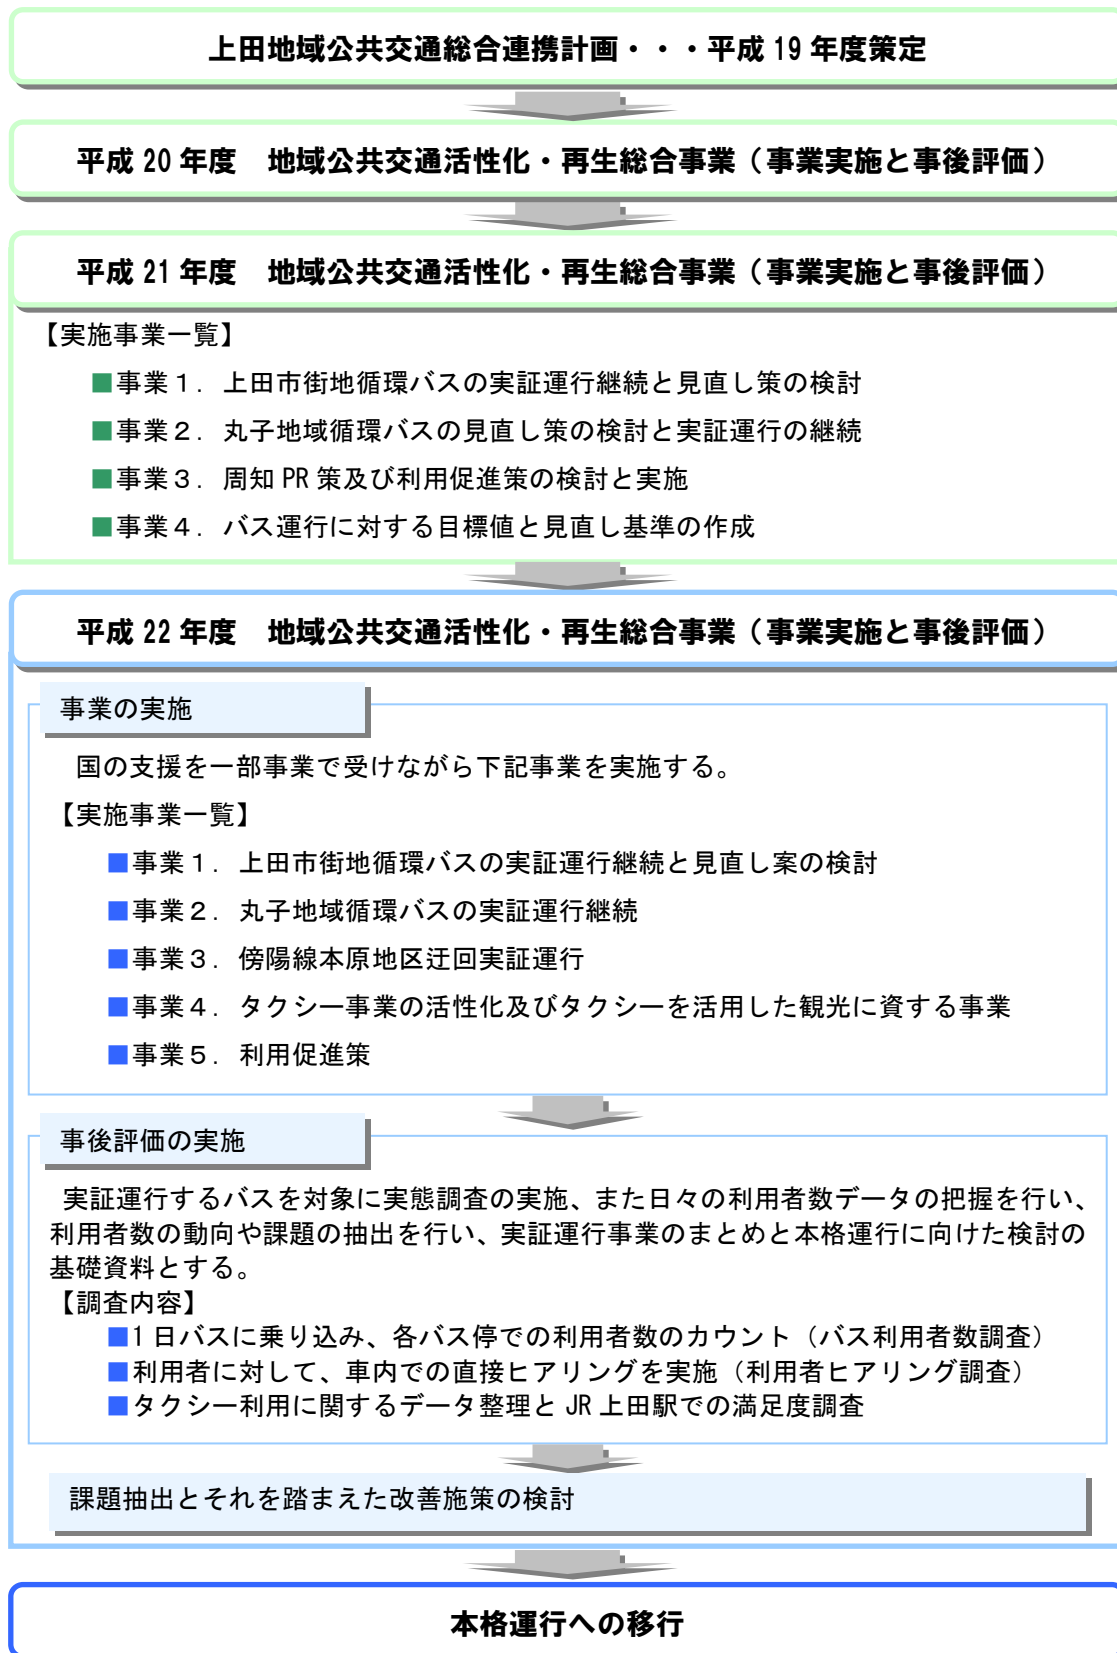 上田地域公共交通総合連携計画・・・平成 19 年度策定
平成 20 年度　地域公共交通活性化・再生総合事業（事業実施と事後評価）
平成 21 年度　地域公共交通活性化・再生総合事業（事業実施と事後評価）
【実施事業一覧】
■事業１．上田市街地循環バスの実証運行継続と見直し策の検討
■事業２．丸子地域循環バスの見直し策の検討と実証運行の継続
■事業３．周知 PR 策及び利用促進策の検討と実施
■事業４．バス運行に対する目標値と見直し基準の作成
平成 22 年度　地域公共交通活性化・再生総合事業（事業実施と事後評価）
事業の実施
国の支援を一部事業で受けながら下記事業を実施する。
【実施事業一覧】
■事業１．上田市街地循環バスの実証運行継続と見直し案の検討
■事業２．丸子地域循環バスの実証運行継続
■事業３．傍陽線本原地区迂回実証運行
■事業４．タクシー事業の活性化及びタクシーを活用した観光に資する事業
■事業５．利用促進策
事後評価の実施
実証運行するバスを対象に実態調査の実施、また日々の利用者数データの把握を行い、
利用者数の動向や課題の抽出を行い、実証運行事業のまとめと本格運行に向けた検討の
基礎資料とする。
【調査内容】
■1 日バスに乗り込み、各バス停での利用者数のカウント（バス利用者数調査）
■利用者に対して、車内での直接ヒアリングを実施（利用者ヒアリング調査）
■タクシー利用に関するデータ整理と JR 上田駅での満足度調査
課題抽出とそれを踏まえた改善施策の検討
本格運行への移行